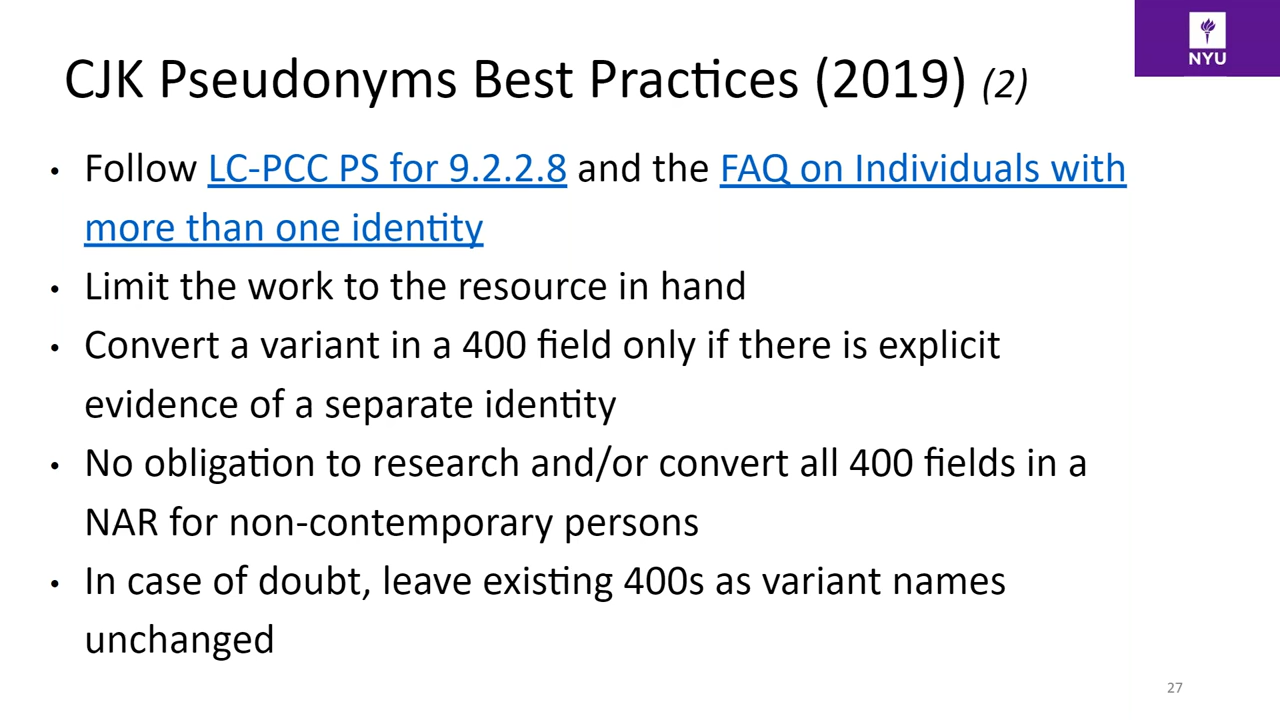 NYU
CJK Pseudonyms Best Practices (2019) (2)
• Follow LC-PCC PS for 9.2.2.8 and the FAQ on Individuals with
more than one identity
• Limit the work to the resource in hand
• Convert a variant in a 400 field only if there is explicit
evidence of a separate identity
• No obligation to research and/or convert all 400 fields in a
NAR for non-contemporary persons
• In case of doubt, leave existing 400s as variant names
unchanged
27